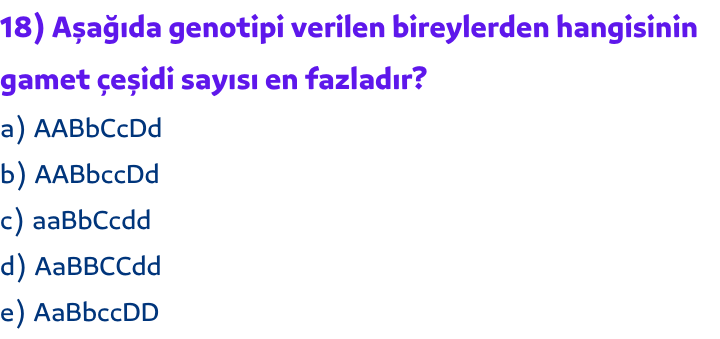 18) Aşağıda genotipi verilen bireylerden hangisinin
gamet çeşidi sayısı en fazladır?
a) AABbCcDd
b) AABbccDd
c) aaBbCcdd
d) AaBBCCdd
e) AaBbccDD